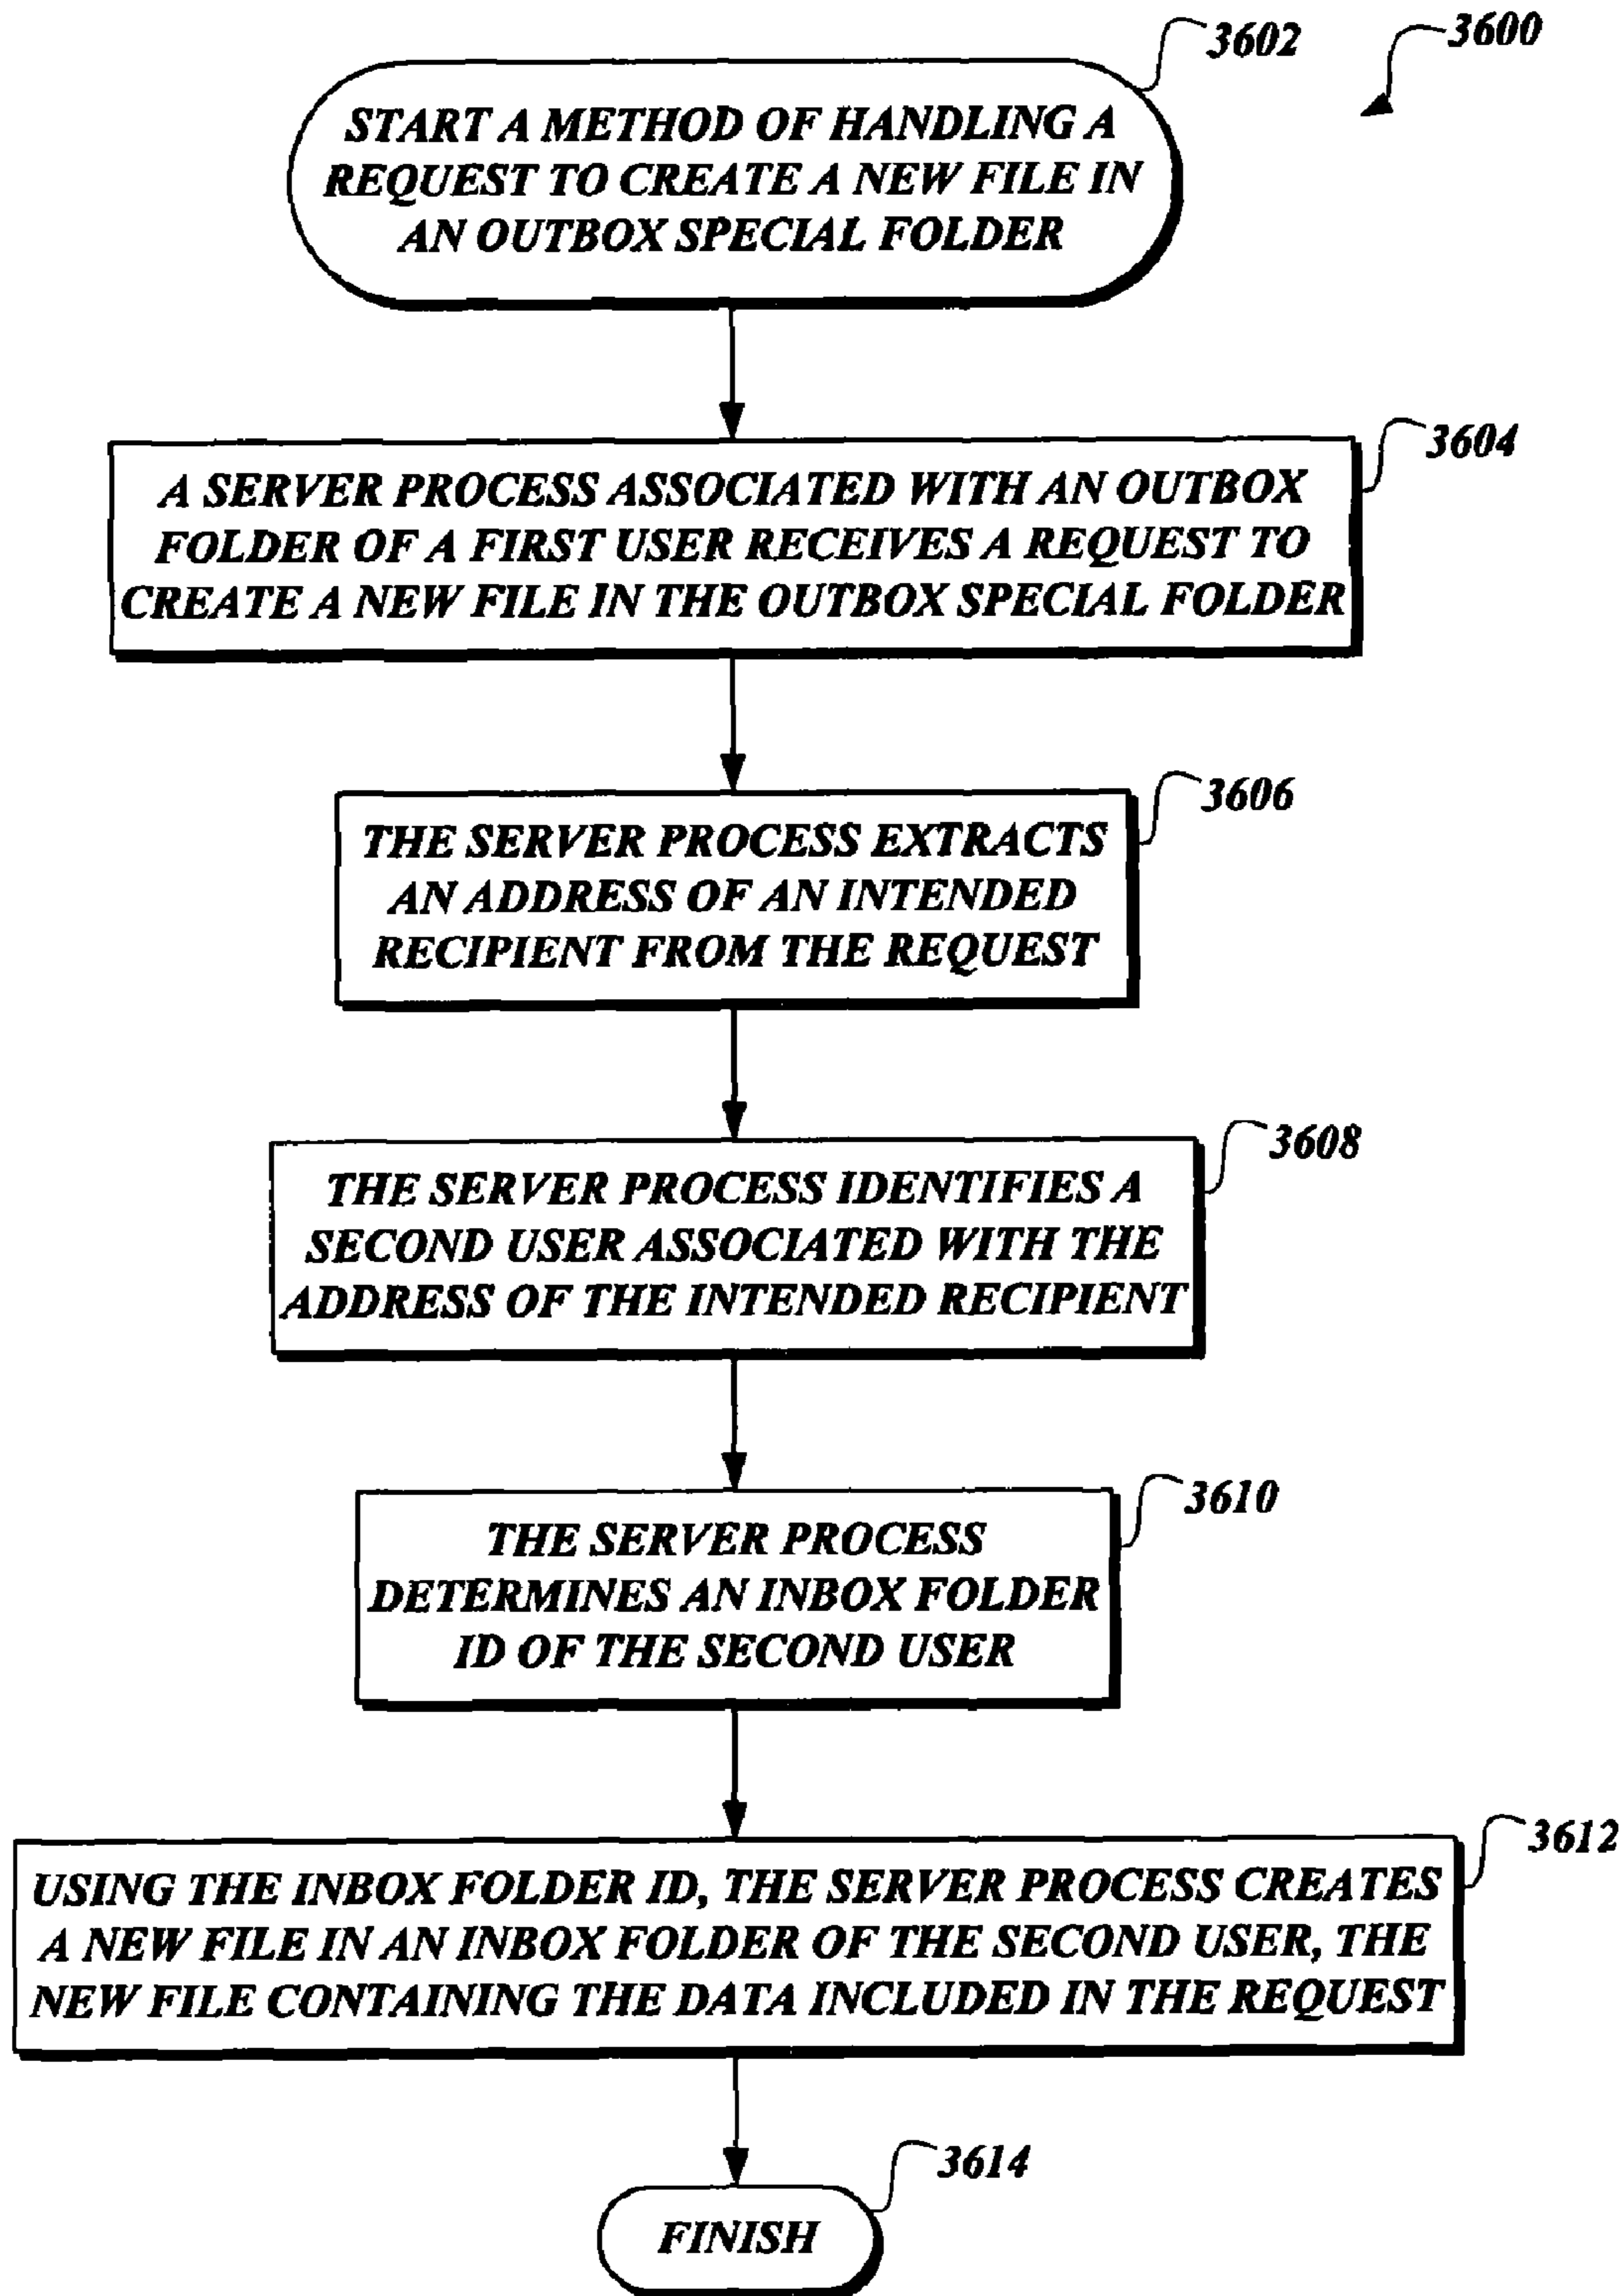 3602
3600
START A METHOD OF HANDLING A
REQUEST TO CREATE A NEW FILE IN
AN OUTBOX SPECIAL FOLDER
3604
A SERVER PROCESS ASSOCIATED WITH AN OUTBOX
FOLDER OF A FIRST USER RECEIVES A REQUEST TO
CREATE A NEW FILE IN THE OUTBOX SPECIAL FOLDER
3606
THE SERVER PROCESS EXTRACTS
AN ADDRESS OF AN INTENDED
RECIPIENT FROM THE REQUEST
3608
THE SERVER PROCESS IDENTIFIES A
SECOND USER ASSOCIATED WITH THE
ADDRESS OF THE INTENDED RECIPIENT
3610
THE SERVER PROCESS
DETERMINES AN INBOX FOLDER
ID OF THE SECOND USER
3612
USING THE INBOX FOLDER ID, THE SERVER PROCESS CREATES
A NEW FILE IN AN INBOX FOLDER OF THE SECOND USER, THE
NEW FILE CONTAINING THE DATA INCLUDED IN THE REQUEST
3614
FINISH